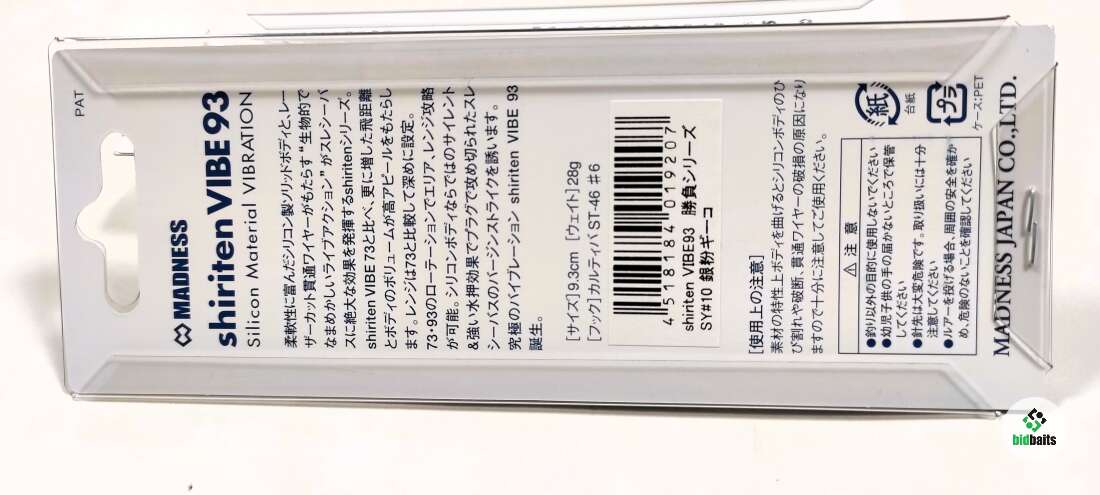 PAT
MADNESS
shiriten VIBE 93
Silicon Material VIBRATION
柔軟性に富んだシリコン製ソリッドボディと、レー
ザーカット貫通ワイヤーがもたらす“生物的で
なまめかしいライブアクション”がスレシーバ
スに絶大な効果を発揮するshiritenシリーズ。
shiriten VIBE 73と比べ、更に増した飛距離
とボディのボリュームが高アピールをもたらし
ます。レンジは73と比較して深めに設定。
73・93のローテーションでエリア、レンジ攻略
が可能。シリコンボディならではのサイレント
&強い水押効果でプラグで攻め切られたスレ
シーバスのバージンストライクを誘います。
究極のバイブレーション shiriten VIBE 93
誕生。
[サイズ]9.3cm [ウェイト]28g
[フック]カルティバ ST-46 #6
4518184019207
shiriten VIBE93 勝負シリーズ
SY#10 銀粉ギーコ
[使用上の注意]
素材の特性上ボディを曲げるとシリコンボディのひ
び割れや破断、貫通ワイヤーの破損の原因になり
ますので十分に注意してご使用ください。
⚠ 注意
●釣り以外の目的に使用しないでください
●幼児子供の手の届かないところで保管
してください
●針先は大変危険です。取り扱いには十分
注意してください
●ルアーを投げる場合、周囲の安全を確か
め、危険のないことを確認してください
紙
台紙
プラ
ケース:PET
MADNESS JAPAN CO.,LTD.
bidbaits